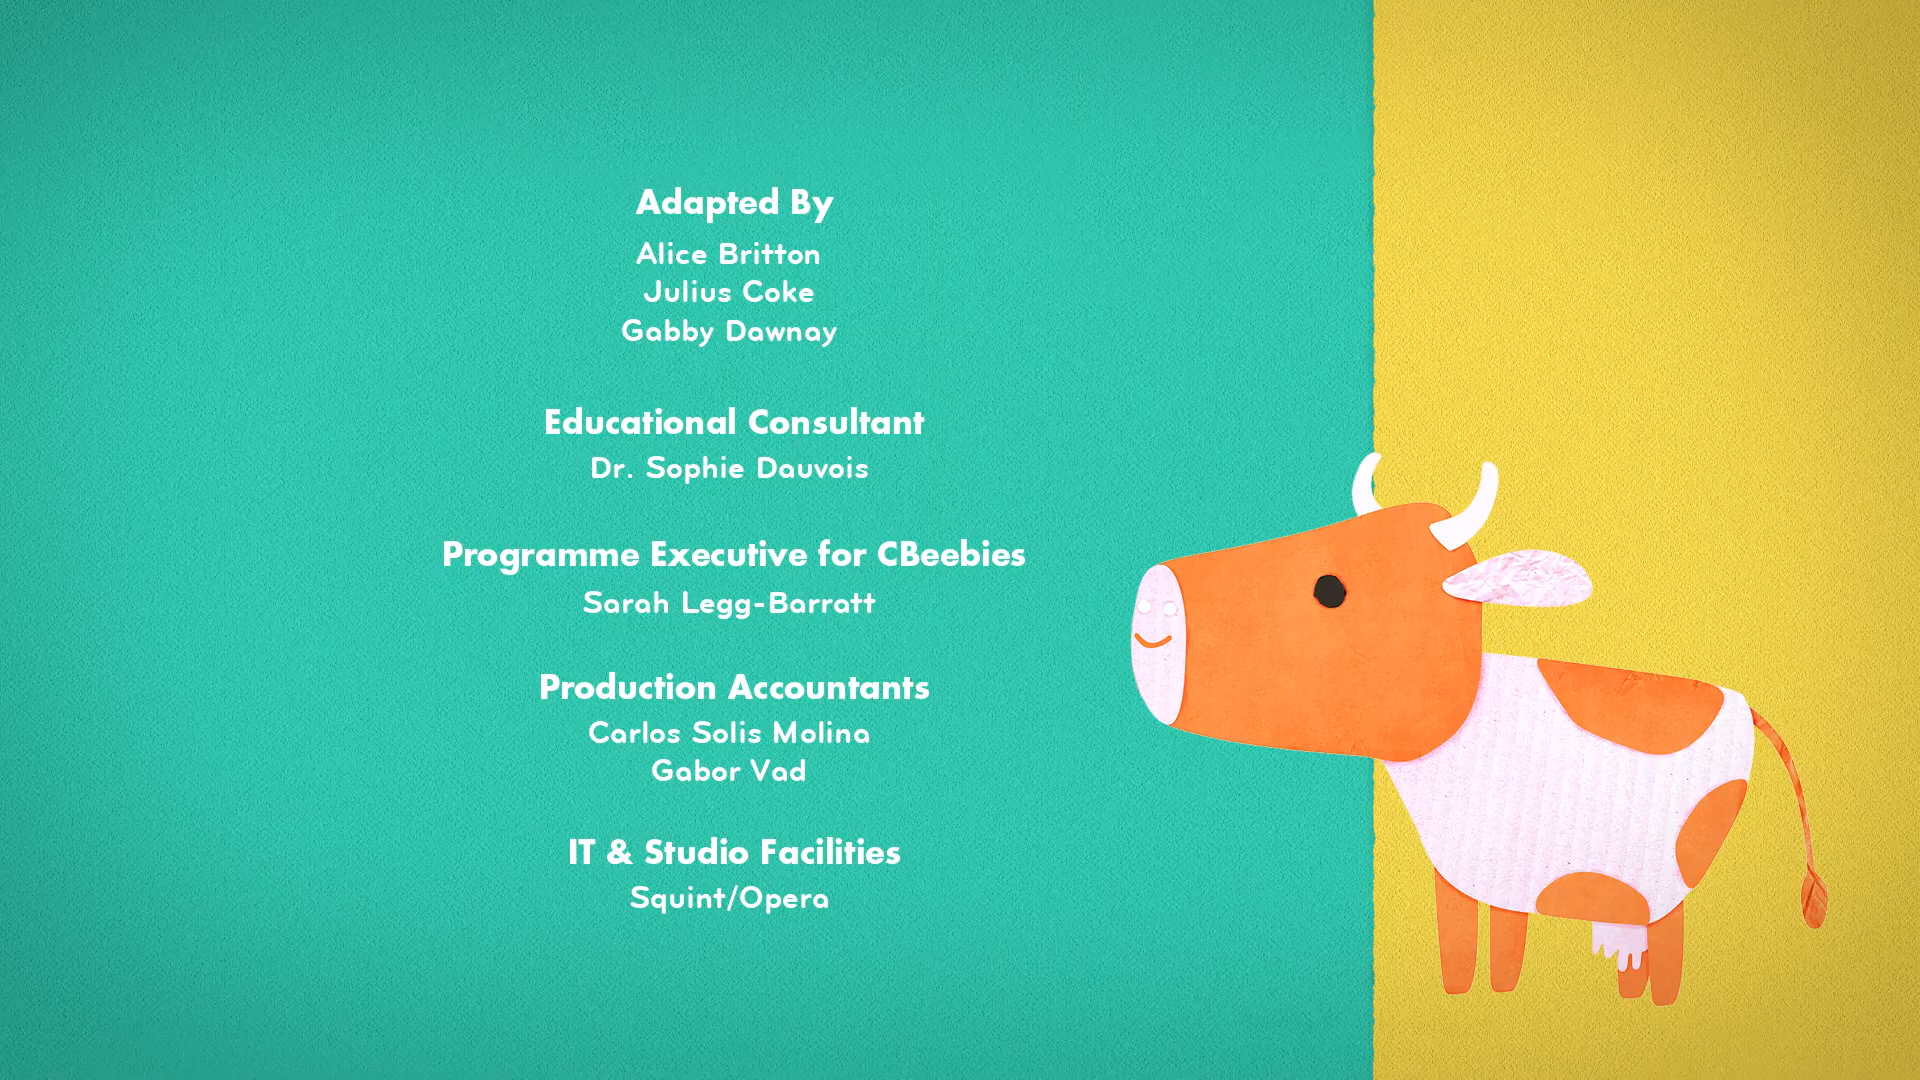 Adapted By
Alice Britton
Julius Coke
Gabby Dawnay
Educational Consultant
Dr. Sophie Dauvois
Programme Executive for CBeebies
Sarah Legg-Barratt
Production Accountants
Carlos Solis Molina
Gabor Vad
IT & Studio Facilities
Squint/Opera